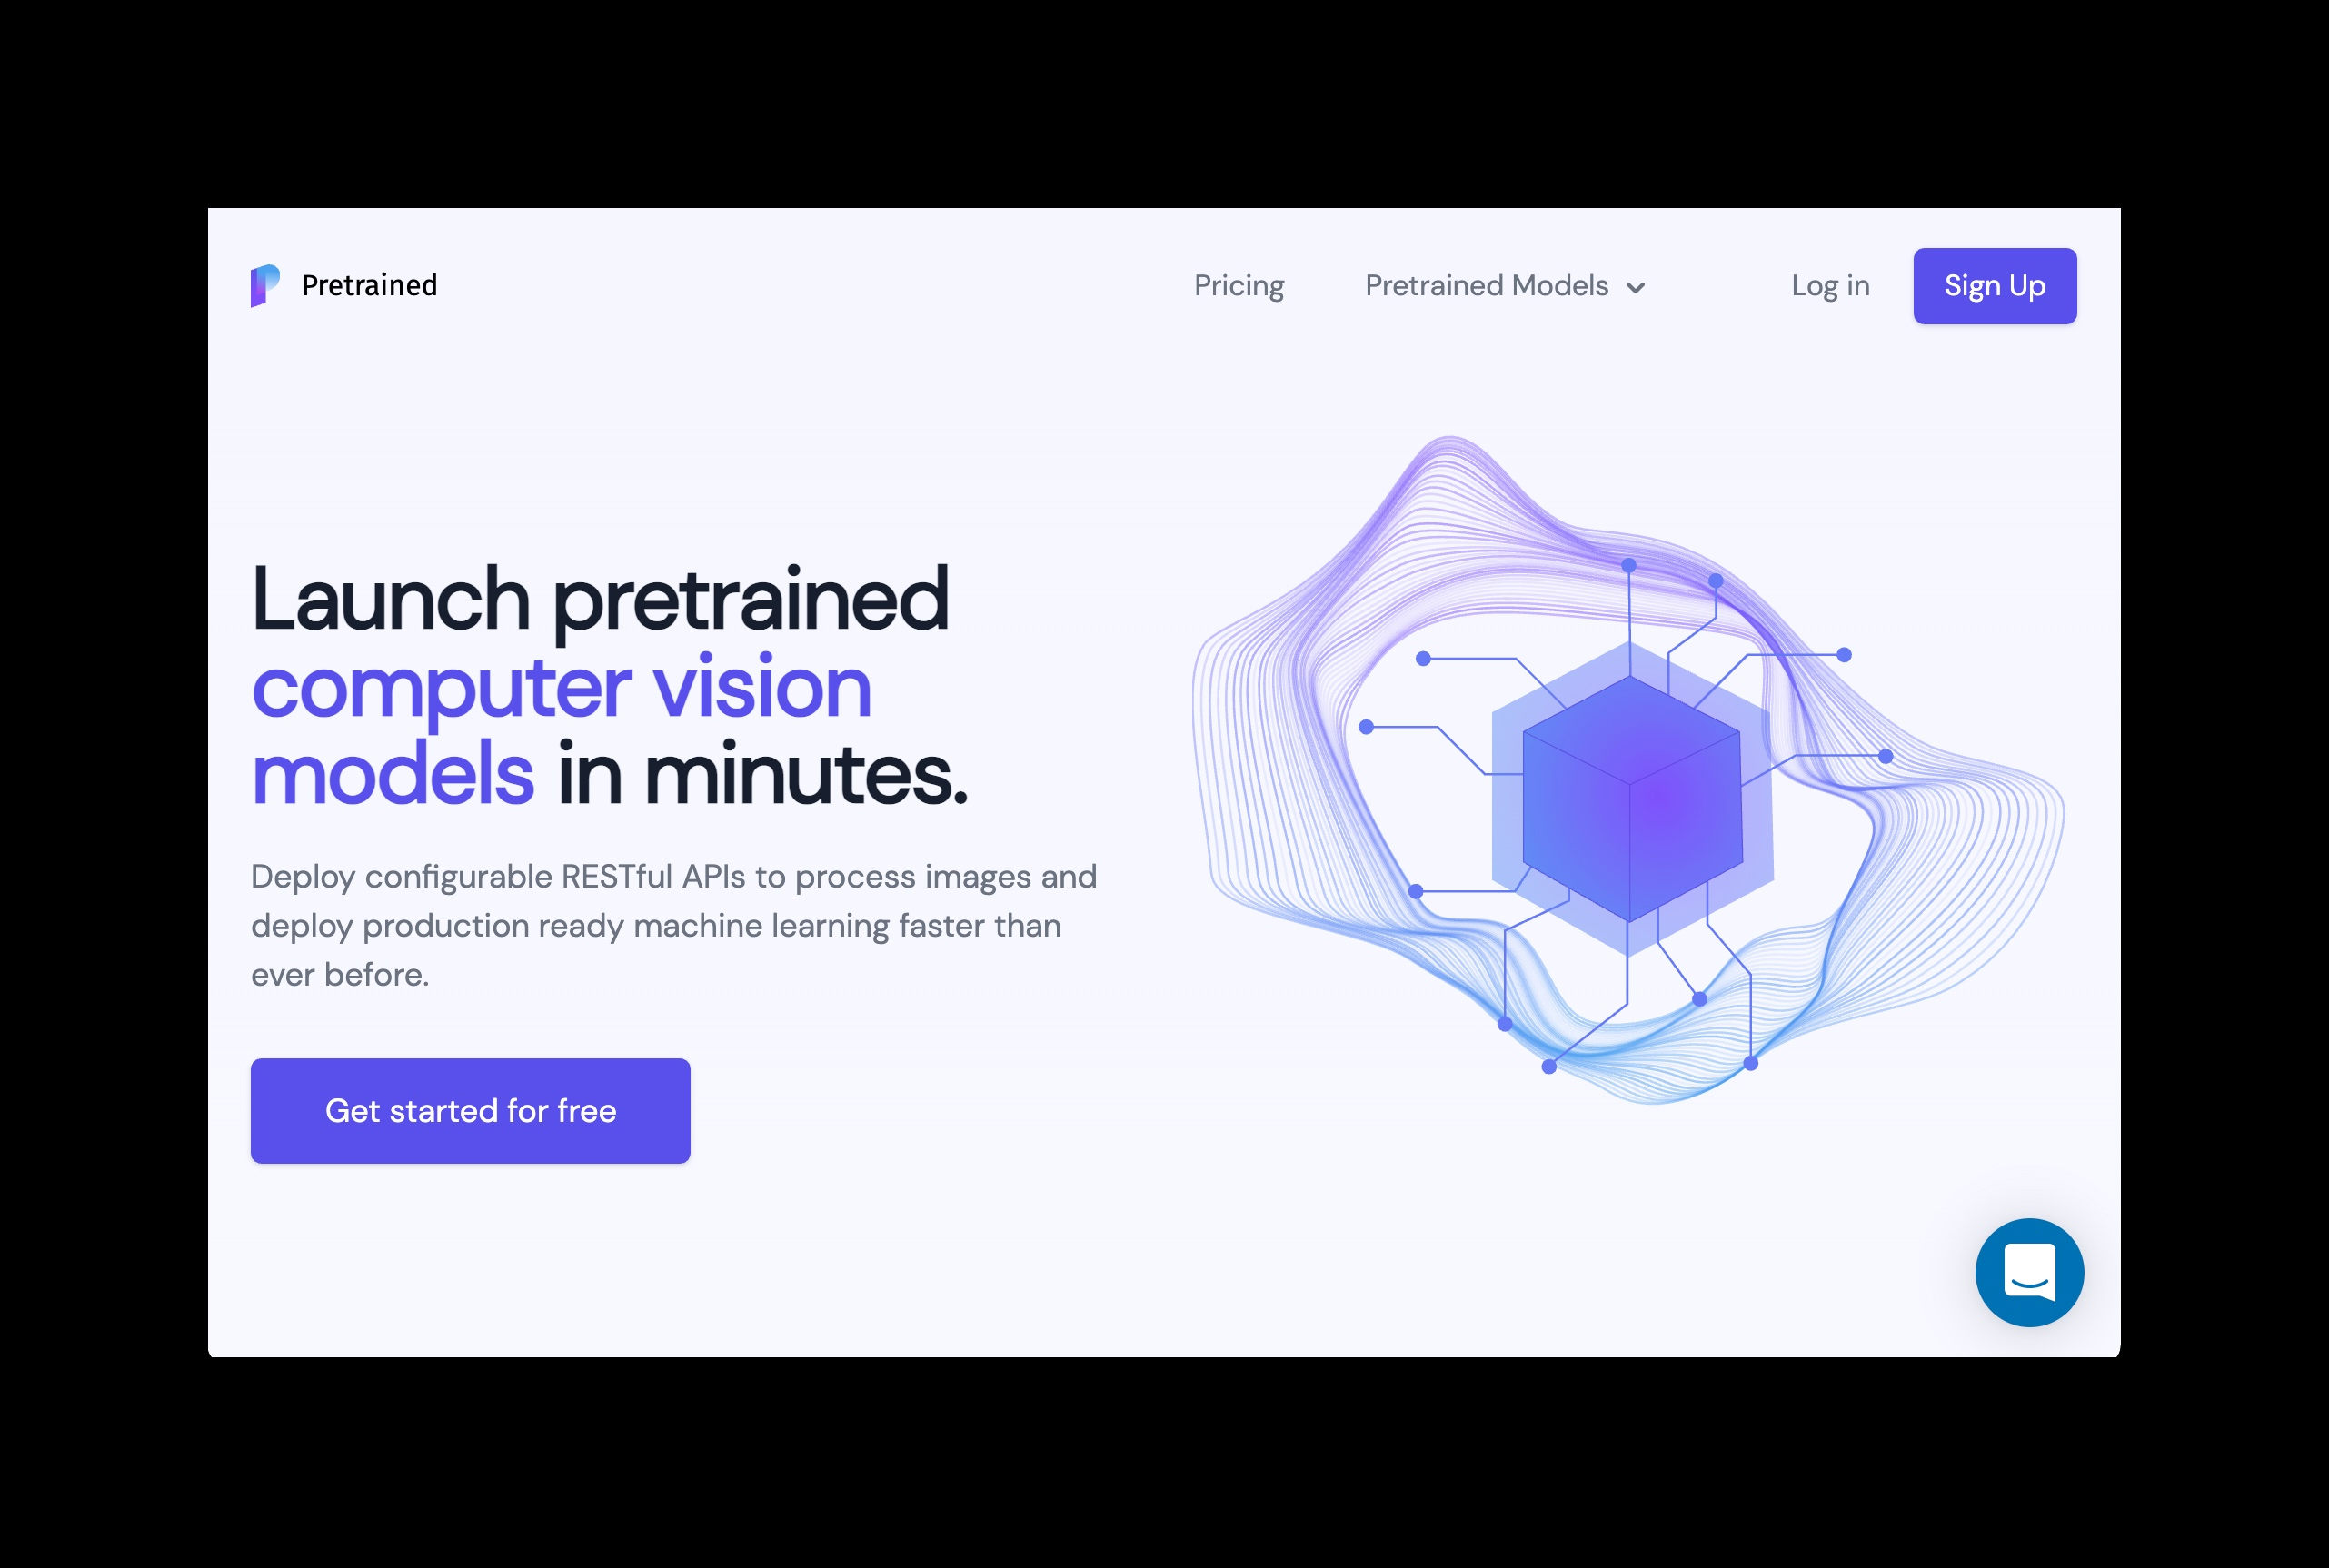 Pretrained
Pricing
Pretrained Models
Log in
Sign Up
Launch pretrained
computer vision
models in minutes.
Deploy configurable RESTful APIs to process images and
deploy production ready machine learning faster than
ever before.
Get started for free